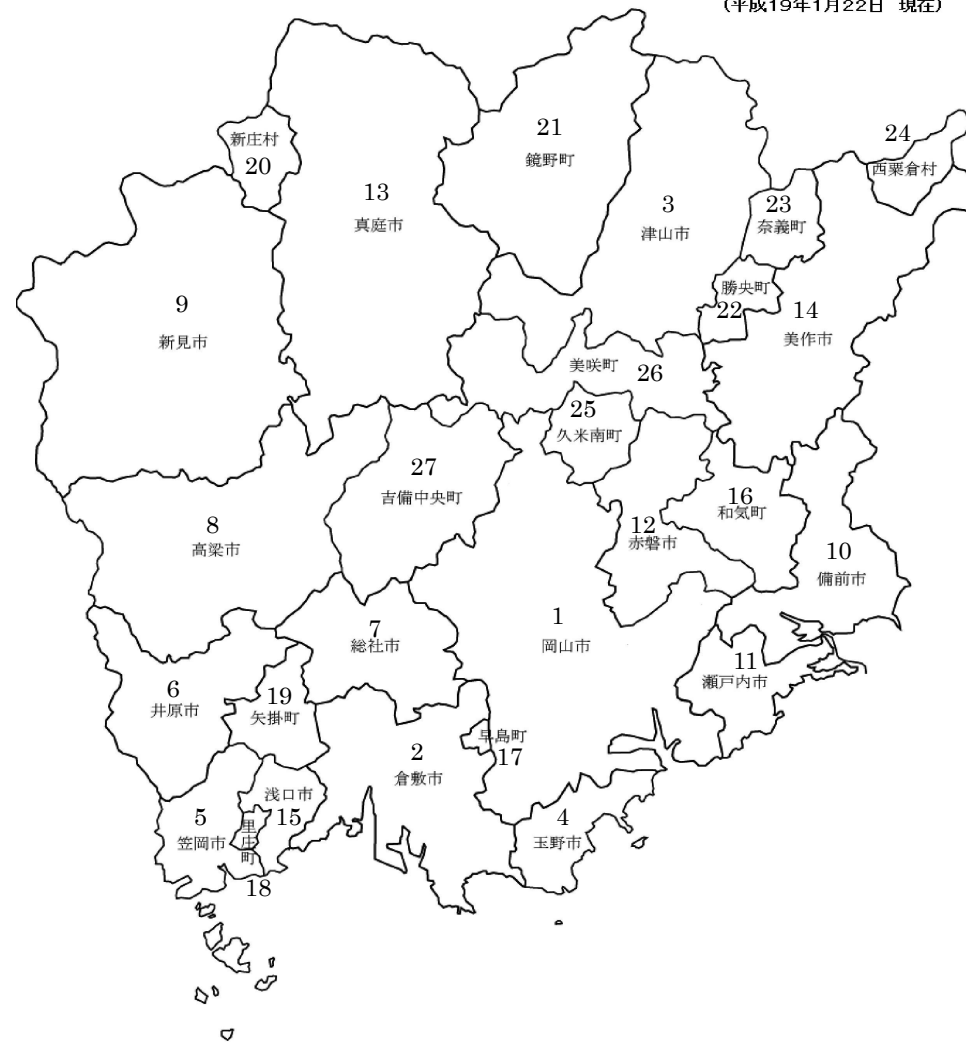 (平成19年1月22日 現在)
21
鏡野町
24
西粟倉村
新庄村
20
13
真庭市
3
津山市
23
奈義町
勝央町
22
14
美作市
9
新見市
美咲町
26
25
久米南町
27
吉備中央町
16
和気町
12
赤磐市
8
高梁市
10
備前市
1
岡山市
7
総社市
11
瀬戸内市
6
井原市
19
矢掛町
早島町
17
2
倉敷市
浅口市
15
5
笠岡市
里庄町
18
4
玉野市